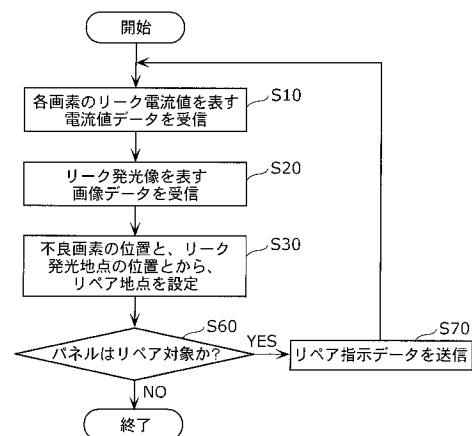 開始
S10
各画素のリーク電流値を表す
電流値データを受信
S20
リーク発光像を表す
画像データを受信
S30
不良画素の位置と、リーク
発光地点の位置とから、
リペア地点を設定
S60
パネルはリペア対象か?
YES
S70
リペア指示データを送信
NO
終了